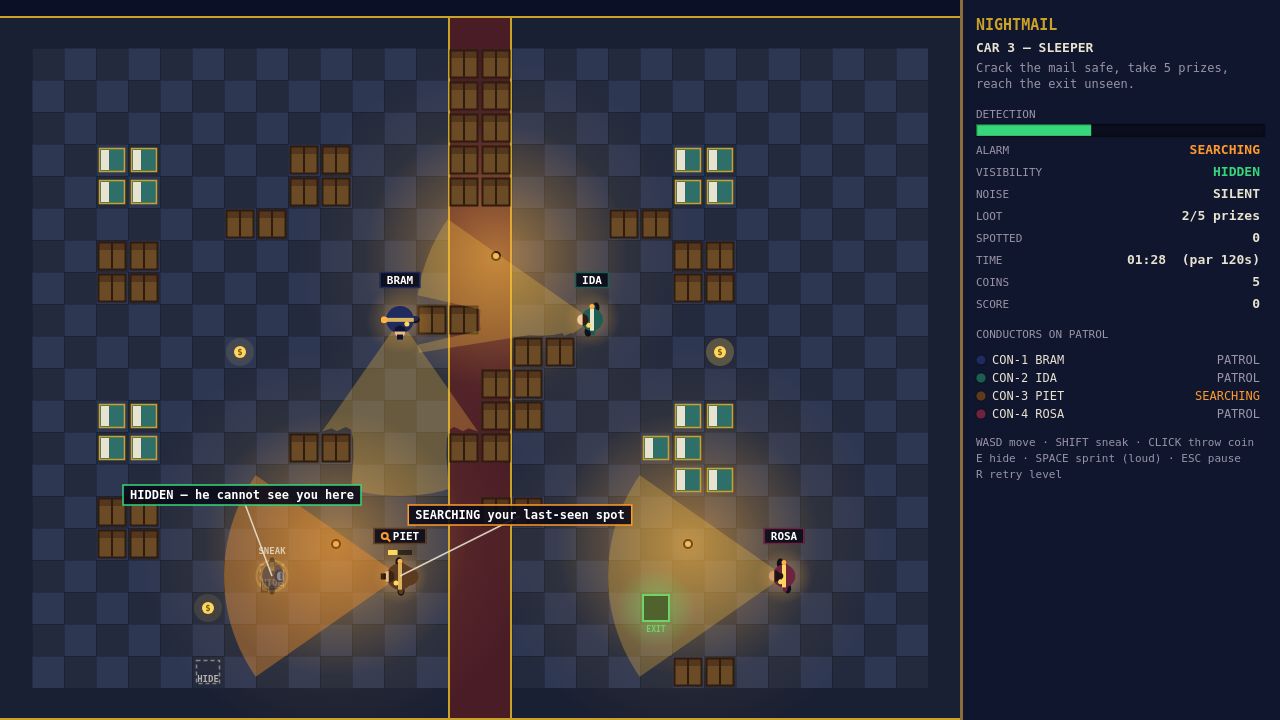 NIGHTMAIL
CAR 3 — SLEEPER
Crack the mail safe, take 5 prizes,
reach the exit unseen.
DETECTION
ALARM SEARCHING
VISIBILITY HIDDEN
NOISE SILENT
LOOT 2/5 prizes
SPOTTED 0
TIME 01:28 (par 120s)
COINS 5
SCORE 0
CONDUCTORS ON PATROL
CON-1 BRAM PATROL
CON-2 IDA PATROL
CON-3 PIET SEARCHING
CON-4 ROSA PATROL
WASD move · SHIFT sneak · CLICK throw coin
E hide · SPACE sprint (loud) · ESC pause
R retry level
BRAM
IDA
S
S
HIDDEN — he cannot see you here
SEARCHING your last-seen spot
PIET
ROSA
SNEAK
S
EXIT
HIDE